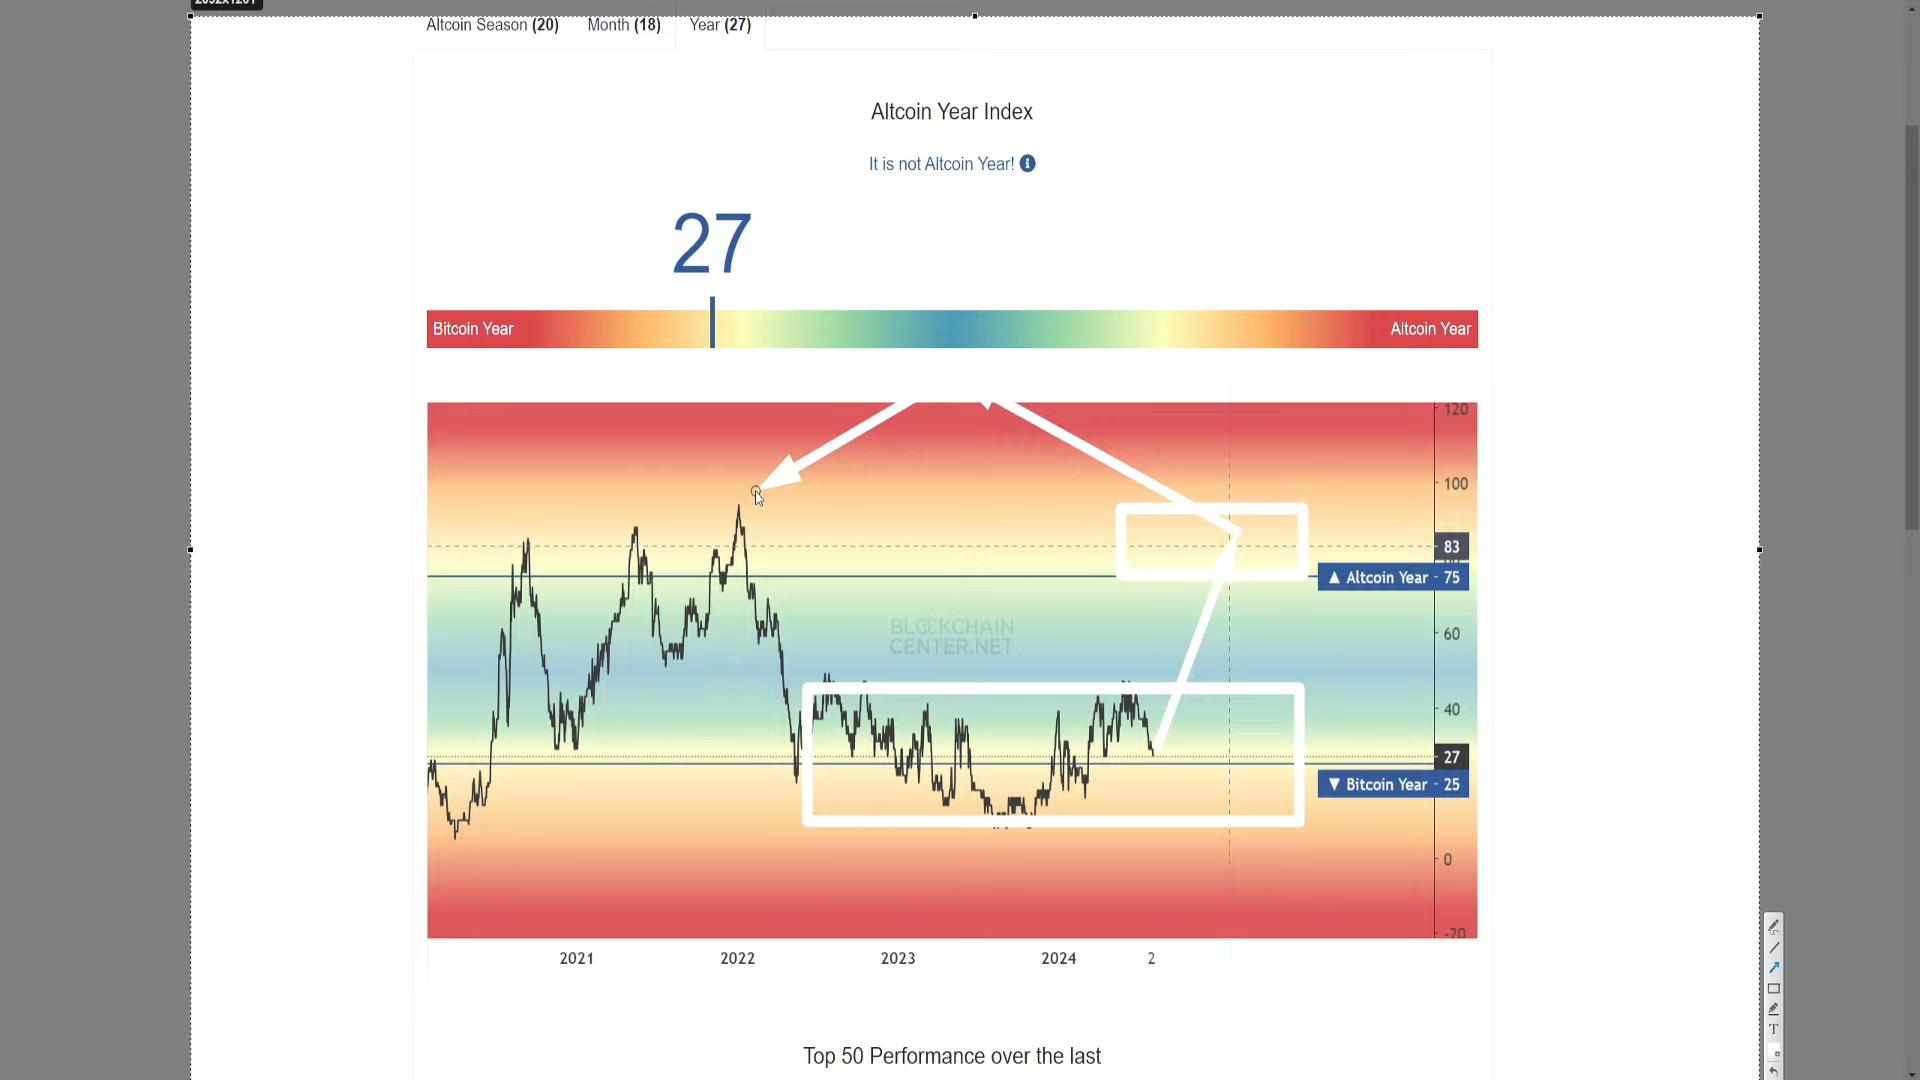 Altcoin Season (20) Month (18) Year (27)
Altcoin Year Index
It is not Altcoin Year!
27
Bitcoin Year Altcoin Year
120
100
83
▲ Altcoin Year - 75
BLOCKCHAIN
CENTER.NET
60
40
27
▼ Bitcoin Year - 25
0
-20
2021 2022 2023 2024 2
Top 50 Performance over the last
T